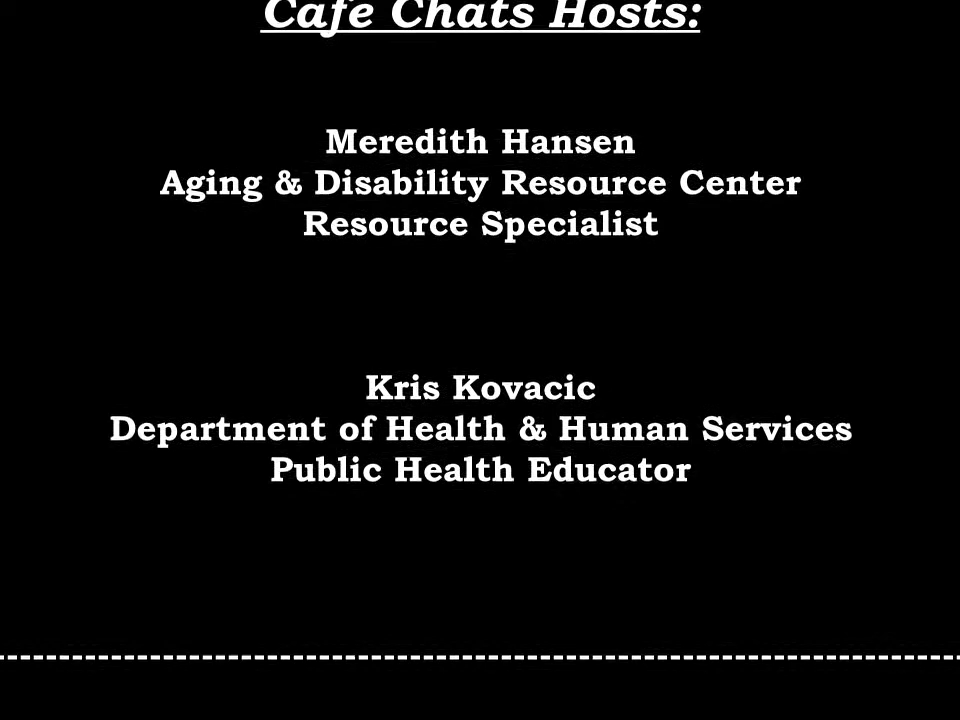 Cafe Chats Hosts:
Meredith Hansen
Aging & Disability Resource Center
Resource Specialist
Kris Kovacic
Department of Health & Human Services
Public Health Educator